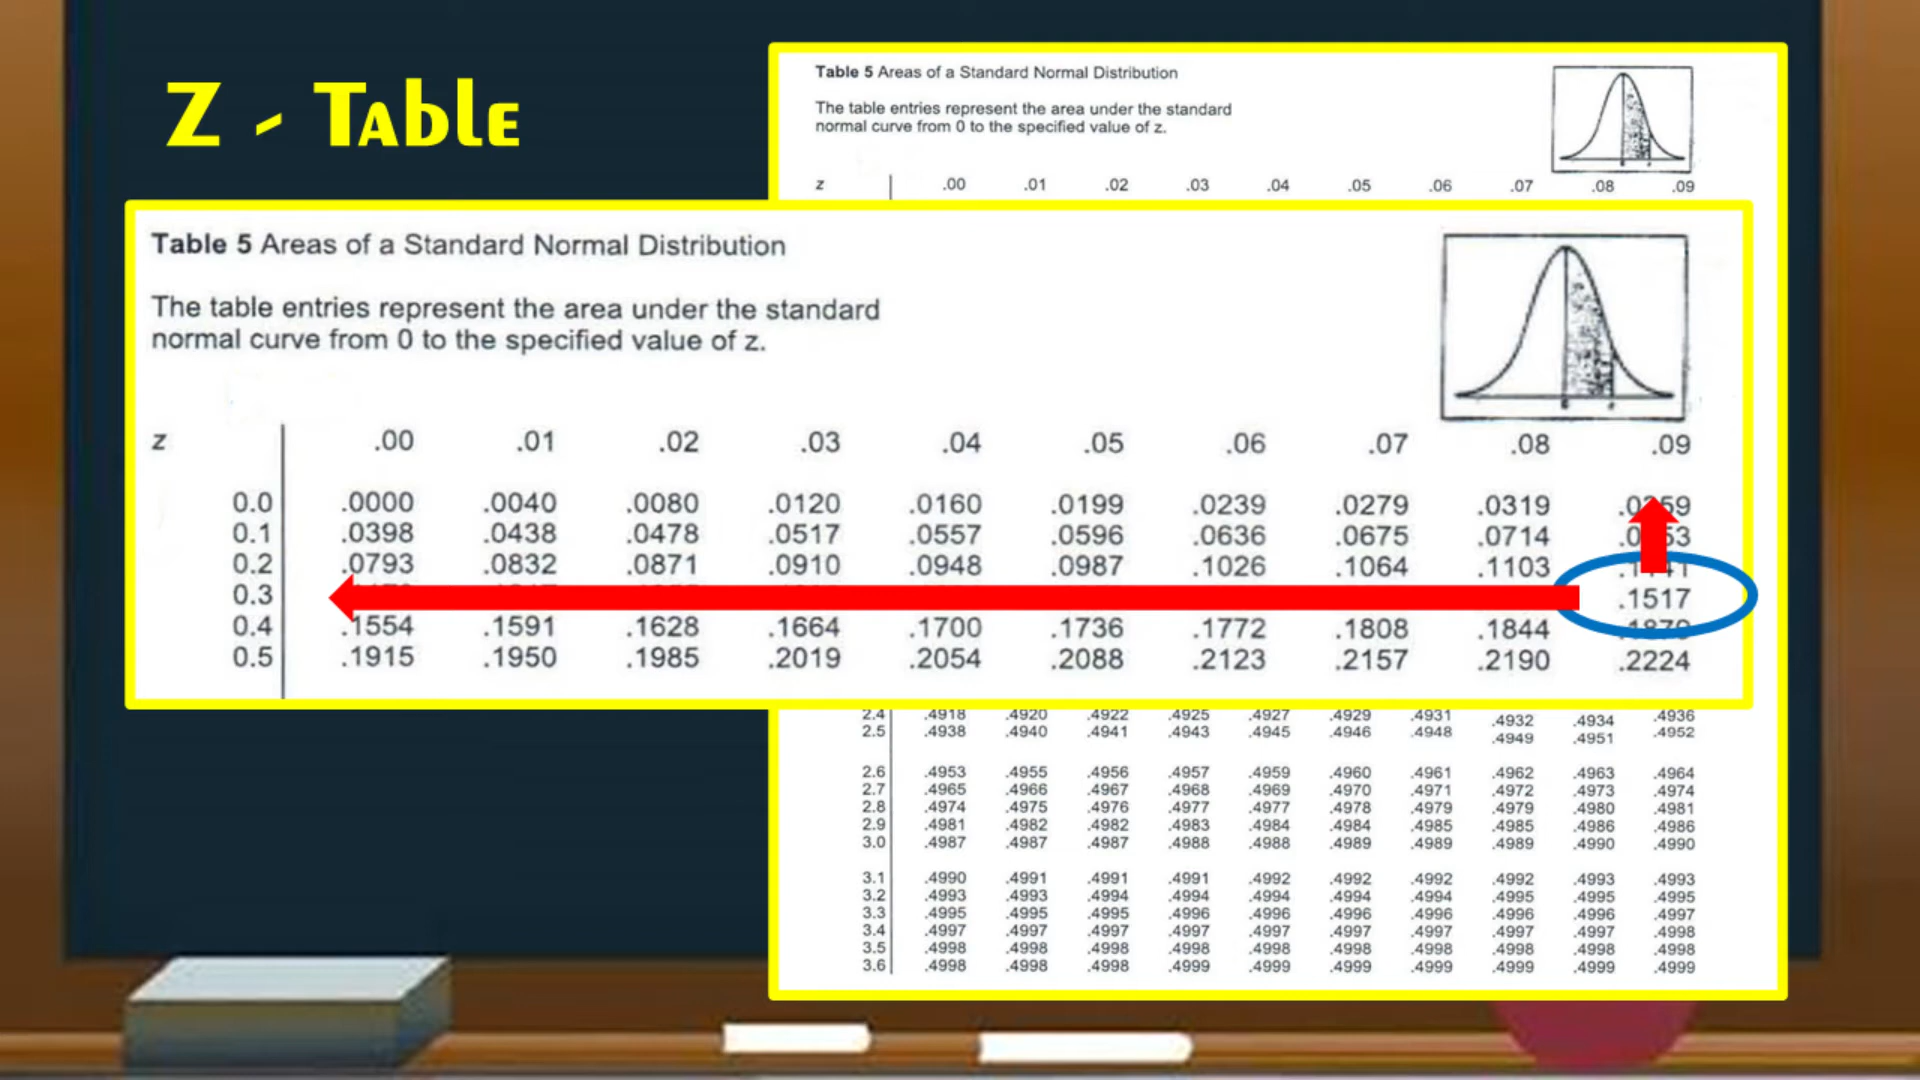 Z - Table
Table 5 Areas of a Standard Normal Distribution
The table entries represent the area under the standard
normal curve from 0 to the specified value of z.
z .00 .01 .02 .03 .04 .05 .06 .07 .08 .09
Table 5 Areas of a Standard Normal Distribution
The table entries represent the area under the standard
normal curve from 0 to the specified value of z.
z .00 .01 .02 .03 .04 .05 .06 .07 .08 .09
0.0 .0000 .0040 .0080 .0120 .0160 .0199 .0239 .0279 .0319
0.1 .0398 .0438 .0478 .0517 .0557 .0596 .0636 .0675 .0714
0.2 .0793 .0832 .0871 .0910 .0948 .0987 .1026 .1064 .1103
0.3 .1517
0.4 .1554 .1591 .1628 .1664 .1700 .1736 .1772 .1808 .1844
0.5 .1915 .1950 .1985 .2019 .2054 .2088 .2123 .2157 .2190 .2224
2.4 .4918 .4920 .4922 .4925 .4927 .4929 .4931 .4932 .4934 .4936
2.5 .4938 .4940 .4941 .4943 .4945 .4946 .4948 .4949 .4951 .4952
2.6 .4953 .4955 .4956 .4957 .4959 .4960 .4961 .4962 .4963 .4964
2.7 .4965 .4966 .4967 .4968 .4969 .4970 .4971 .4972 .4973 .4974
2.8 .4974 .4975 .4976 .4977 .4977 .4978 .4979 .4979 .4980 .4981
2.9 .4981 .4982 .4982 .4983 .4984 .4984 .4985 .4985 .4986 .4986
3.0 .4987 .4987 .4987 .4988 .4988 .4989 .4989 .4989 .4990 .4990
3.1 .4990 .4991 .4991 .4991 .4992 .4992 .4992 .4992 .4993 .4993
3.2 .4993 .4993 .4994 .4994 .4994 .4994 .4994 .4995 .4995 .4995
3.3 .4995 .4995 .4995 .4996 .4996 .4996 .4996 .4996 .4996 .4997
3.4 .4997 .4997 .4997 .4997 .4997 .4997 .4997 .4997 .4997 .4998
3.5 .4998 .4998 .4998 .4998 .4998 .4998 .4998 .4998 .4998 .4998
3.6 .4998 .4998 .4998 .4999 .4999 .4999 .4999 .4999 .4999 .4999